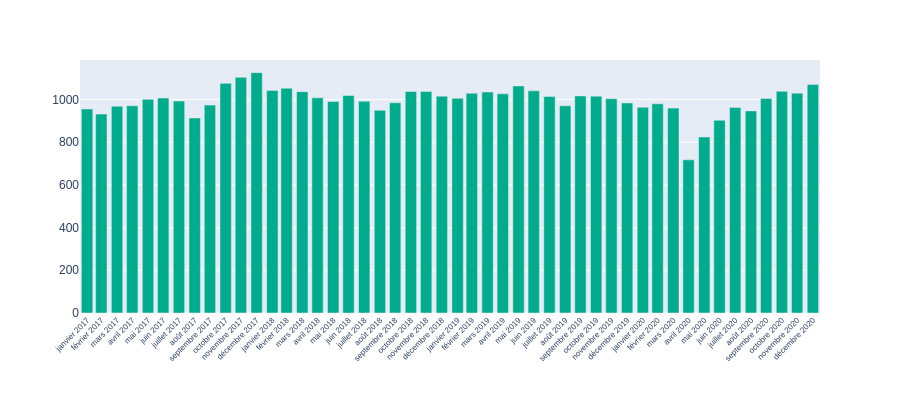 1000
800
600
400
200
0
janvier 2017
février 2017
mars 2017
avril 2017
mai 2017
juin 2017
juillet 2017
août 2017
septembre 2017
octobre 2017
novembre 2017
décembre 2017
janvier 2018
février 2018
mars 2018
avril 2018
mai 2018
juin 2018
juillet 2018
août 2018
septembre 2018
octobre 2018
novembre 2018
décembre 2018
janvier 2019
février 2019
mars 2019
avril 2019
mai 2019
juin 2019
juillet 2019
août 2019
septembre 2019
octobre 2019
novembre 2019
décembre 2019
janvier 2020
février 2020
mars 2020
avril 2020
mai 2020
juin 2020
juillet 2020
août 2020
septembre 2020
octobre 2020
novembre 2020
décembre 2020